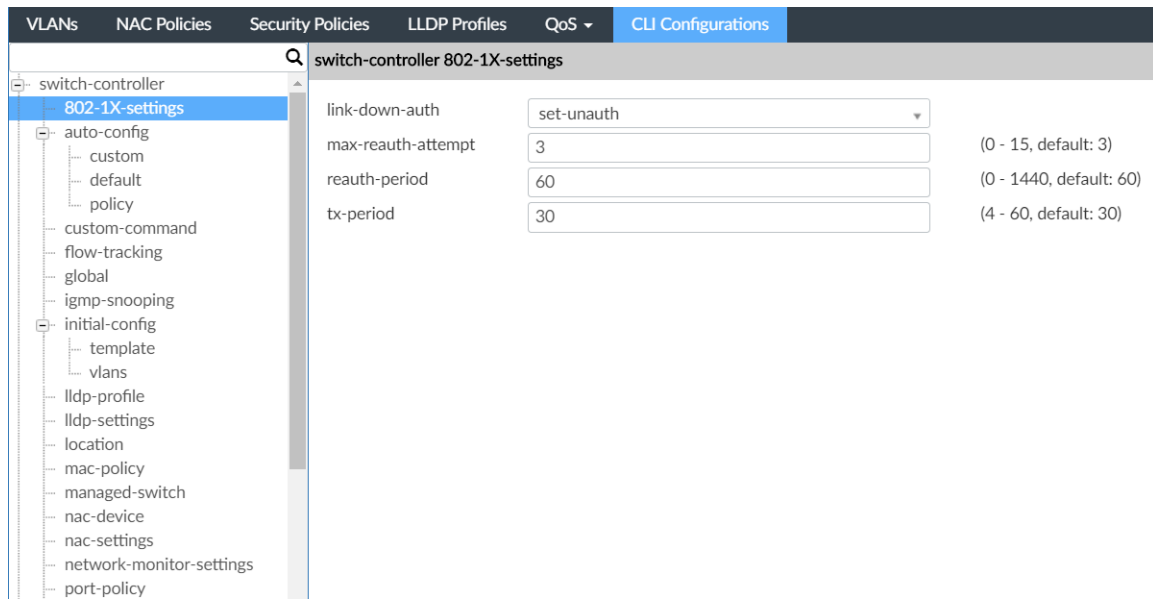 VLANs NAC Policies Security Policies LLDP Profiles QoS CLI Configurations
switch-controller 802-1X-settings
switch-controller
802-1X-settings
auto-config
custom
default
policy
custom-command
flow-tracking
global
igmp-snooping
initial-config
template
vlans
lldp-profile
lldp-settings
location
mac-policy
managed-switch
nac-device
nac-settings
network-monitor-settings
port-policy
link-down-auth set-unauth
max-reauth-attempt 3 (0 - 15, default: 3)
reauth-period 60 (0 - 1440, default: 60)
tx-period 30 (4 - 60, default: 30)